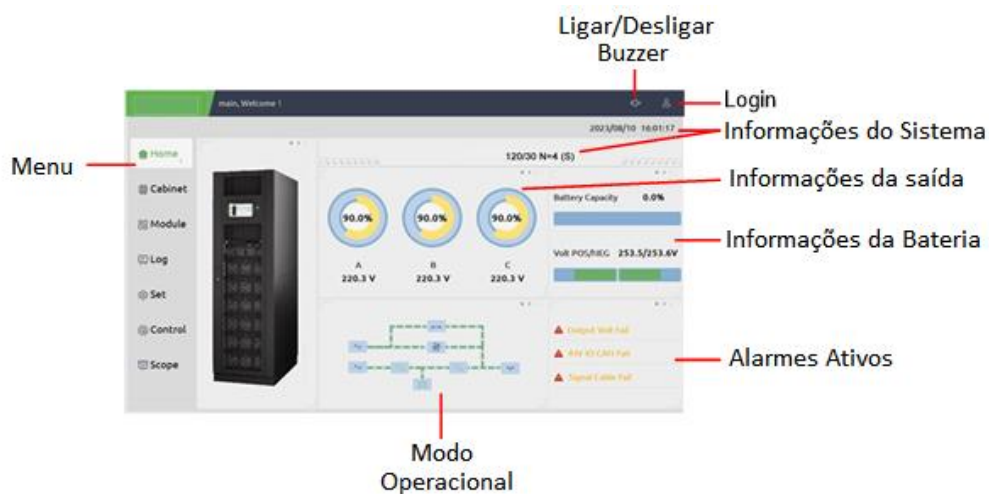 Ligar/Desligar
Buzzer
main, Welcome !
Login
2023/08/10 16:01:17
Informações do Sistema
Menu
Home
120/30 N=4 (S)
Informações da saída
Cabinet
Battery Capacity 0.0%
90.0% 90.0% 90.0%
Module
Informações da Bateria
Log
Volt POS/NEG 253.5/253.6V
A B C
220.3 V 220.3 V 220.3 V
Set
Control
Output Volt Fail
Scope
Alarmes Ativos
Signal Cable Fail
Modo
Operacional